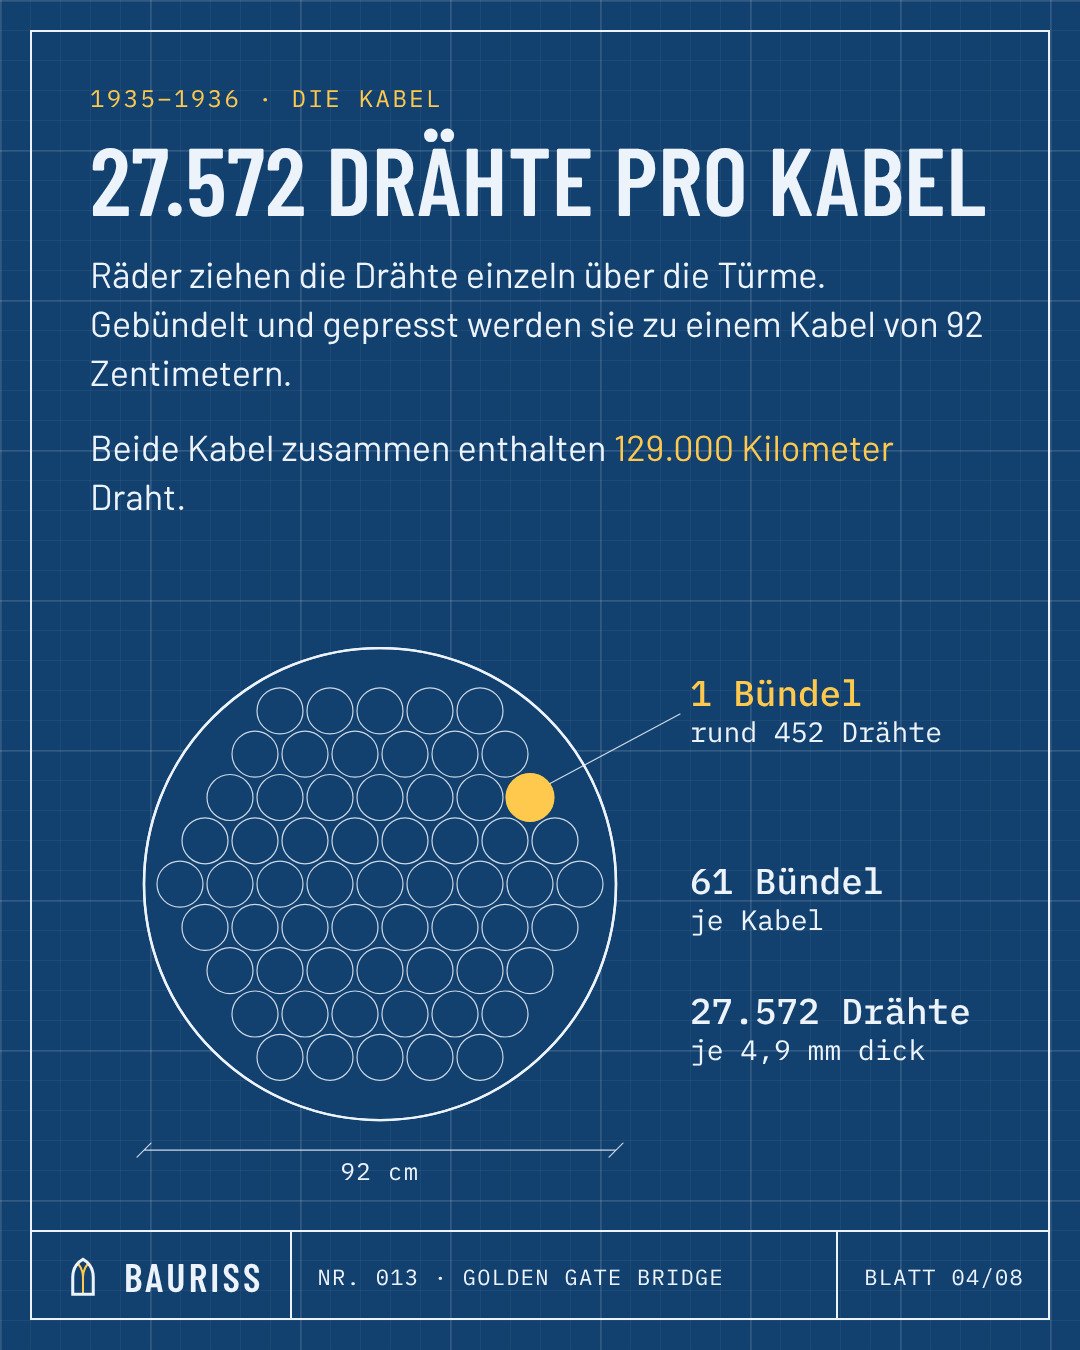 1935–1936 · DIE KABEL
27.572 DRÄHTE PRO KABEL
Räder ziehen die Drähte einzeln über die Türme.
Gebündelt und gepresst werden sie zu einem Kabel von 92
Zentimetern.
Beide Kabel zusammen enthalten 129.000 Kilometer
Draht.
1 Bündel
rund 452 Drähte
61 Bündel
je Kabel
27.572 Drähte
je 4,9 mm dick
92 cm
BAURISS
NR. 013 · GOLDEN GATE BRIDGE
BLATT 04/08